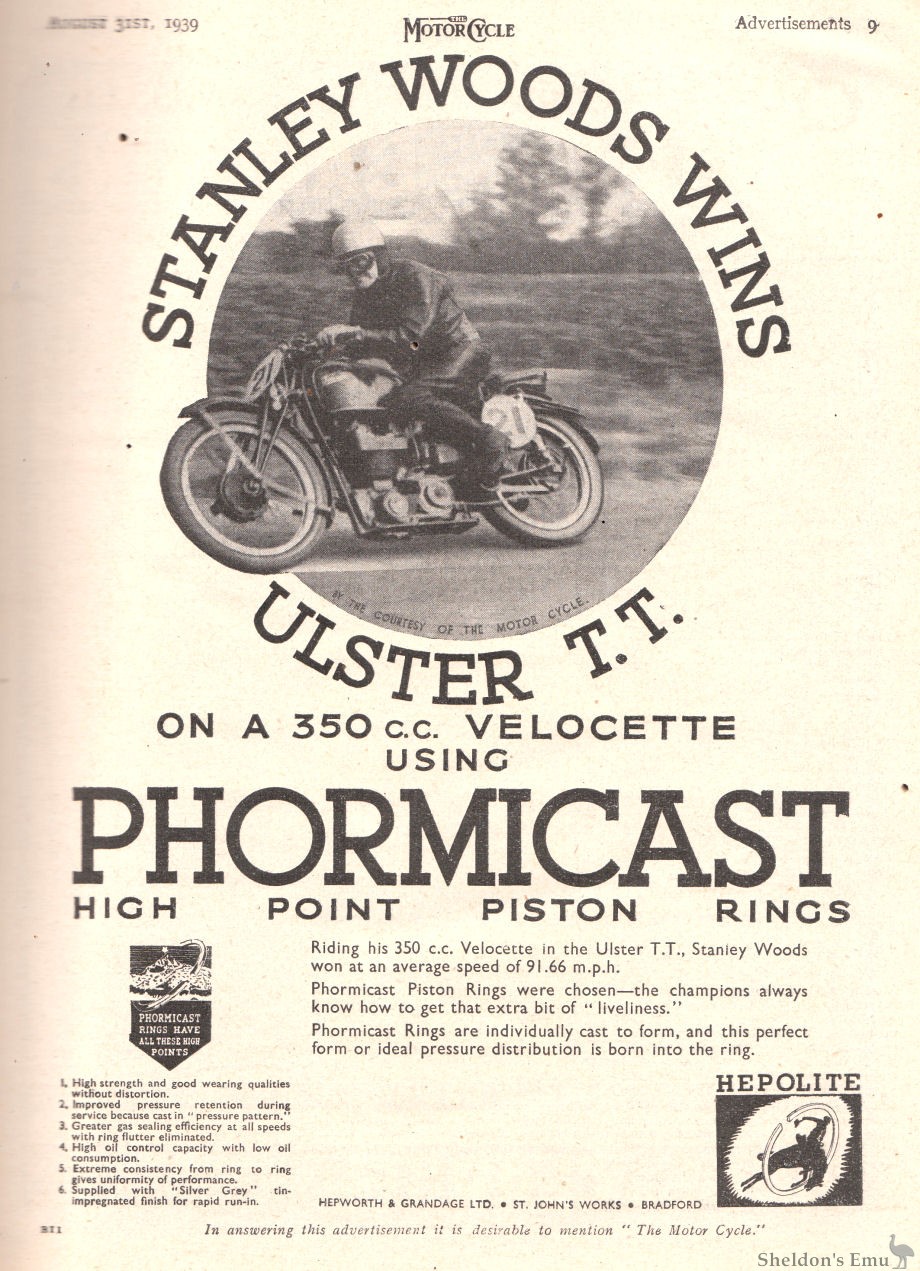 AUGUST 31ST, 1939
THE
MOTOR CYCLE
Advertisements 9
STANLEY WOODS WINS
21
21
BY THE COURTESY OF THE MOTOR CYCLE.
ULSTER T.T.
ON A 350 C.C. VELOCETTE
USING
PHORMICAST
HIGH POINT PISTON RINGS
Riding his 350 c.c. Velocette in the Ulster T.T., Stanley Woods
won at an average speed of 91.66 m.p.h.
Phormicast Piston Rings were chosen—the champions always
know how to get that extra bit of “ liveliness.”
Phormicast Rings are individually cast to form, and this perfect
form or ideal pressure distribution is born into the ring.
PHORMICAST
RINGS HAVE
ALL THESE HIGH
POINTS
1. High strength and good wearing qualities
without distortion.
2. Improved pressure retention during
service because cast in “ pressure pattern.”
3. Greater gas sealing efficiency at all speeds
with ring flutter eliminated.
4. High oil control capacity with low oil
consumption.
5. Extreme consistency from ring to ring
gives uniformity of performance.
6. Supplied with “Silver Grey” tin-
impregnated finish for rapid run-in.
HEPOLITE
HEPWORTH & GRANDAGE LTD. • ST. JOHN'S WORKS • BRADFORD
B11
In answering this advertisement it is desirable to mention “ The Motor Cycle.”
Sheldon's Emu